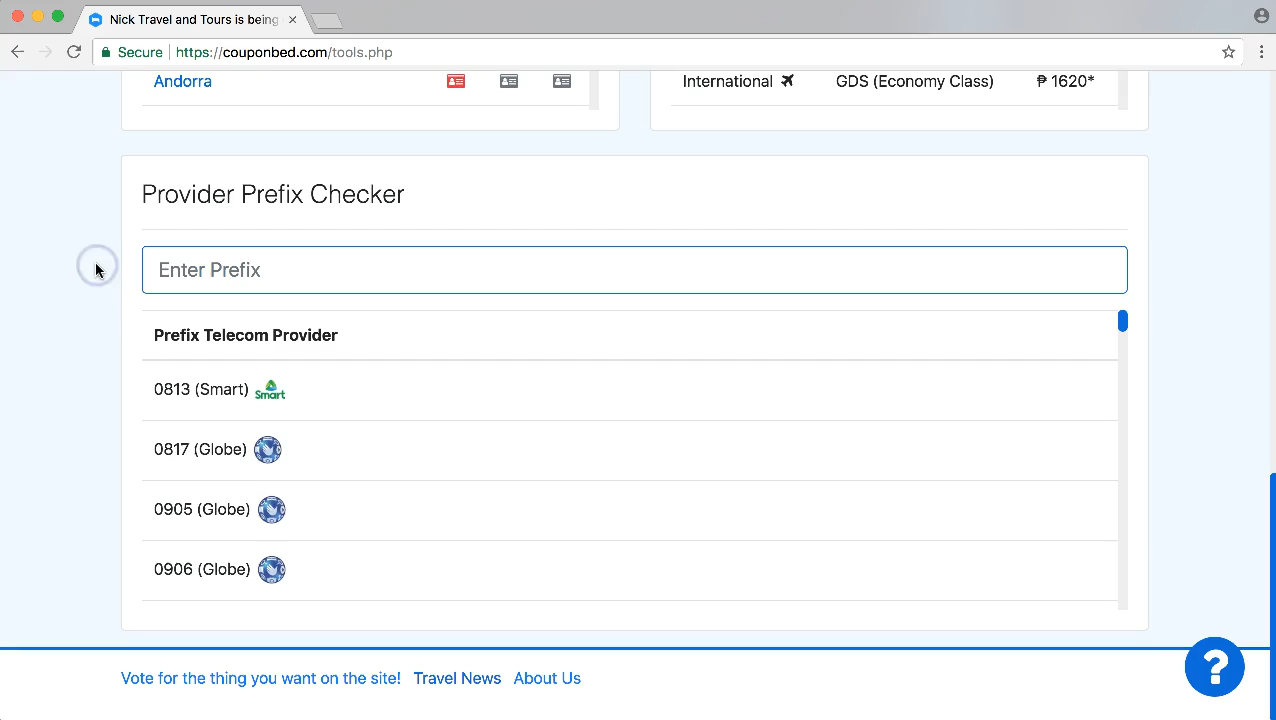 Nick Travel and Tours is being
Secure https://couponbed.com/tools.php
Andorra
International GDS (Economy Class) ₱ 1620*
Provider Prefix Checker
Enter Prefix
Prefix Telecom Provider
0813 (Smart) Smart
0817 (Globe)
0905 (Globe)
0906 (Globe)
Vote for the thing you want on the site! Travel News About Us
?